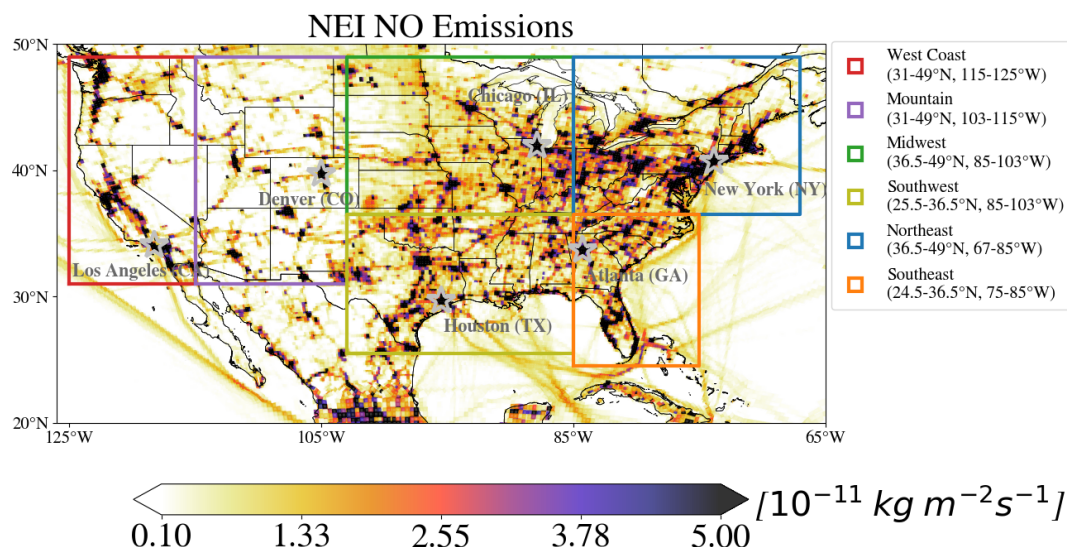 NEI NO Emissions
50°N
40°N
30°N
20°N
125°W
105°W
85°W
65°W
Chicago (IL)
Denver (CO)
New York (NY)
Los Angeles (CA)
Atlanta (GA)
Houston (TX)
West Coast
(31-49°N, 115-125°W)
Mountain
(31-49°N, 103-115°W)
Midwest
(36.5-49°N, 85-103°W)
Southwest
(25.5-36.5°N, 85-103°W)
Northeast
(36.5-49°N, 67-85°W)
Southeast
(24.5-36.5°N, 75-85°W)
0.10
1.33
2.55
3.78
5.00
[10⁻¹¹ kg m⁻²s⁻¹]